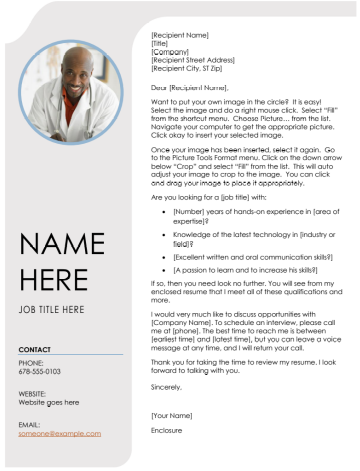 [Recipient Name]
[Title]
[Company]
[Recipient Street Address]
[Recipient City, ST Zip]
Dear [Recipient Name],
Want to put your own image in the circle?  It is easy!
Select the image and do a right mouse click.  Select "Fill"
from the shortcut menu.  Choose Picture... from the list.
Navigate your computer to get the appropriate picture.
Click okay to insert your selected image.
Once your image has been inserted, select it again.  Go
to the Picture Tools Format menu. Click on the down arrow
below "Crop" and select "Fill" from the list.  This will auto
adjust your image to crop to the image.  You can click
and drag your image to place it appropriately.
Are you looking for a [job title] with:
• [Number] years of hands-on experience in [area of
expertise]?
• Knowledge of the latest technology in [industry or
field]?
• [Excellent written and oral communication skills?]
• [A passion to learn and to increase his skills?]
If so, then you need look no further. You will see from my
enclosed resume that I meet all of these qualifications and
more.
I would very much like to discuss opportunities with
[Company Name]. To schedule an interview, please call
me at [phone]. The best time to reach me is between
[earliest time] and [latest time], but you can leave a voice
message at any time, and I will return your call.
Thank you for taking the time to review my resume. I look
forward to talking with you.
Sincerely,
[Your Name]
Enclosure
NAME
HERE
JOB TITLE HERE
CONTACT
PHONE:
678-555-0103
WEBSITE:
Website goes here
EMAIL:
someone@example.com